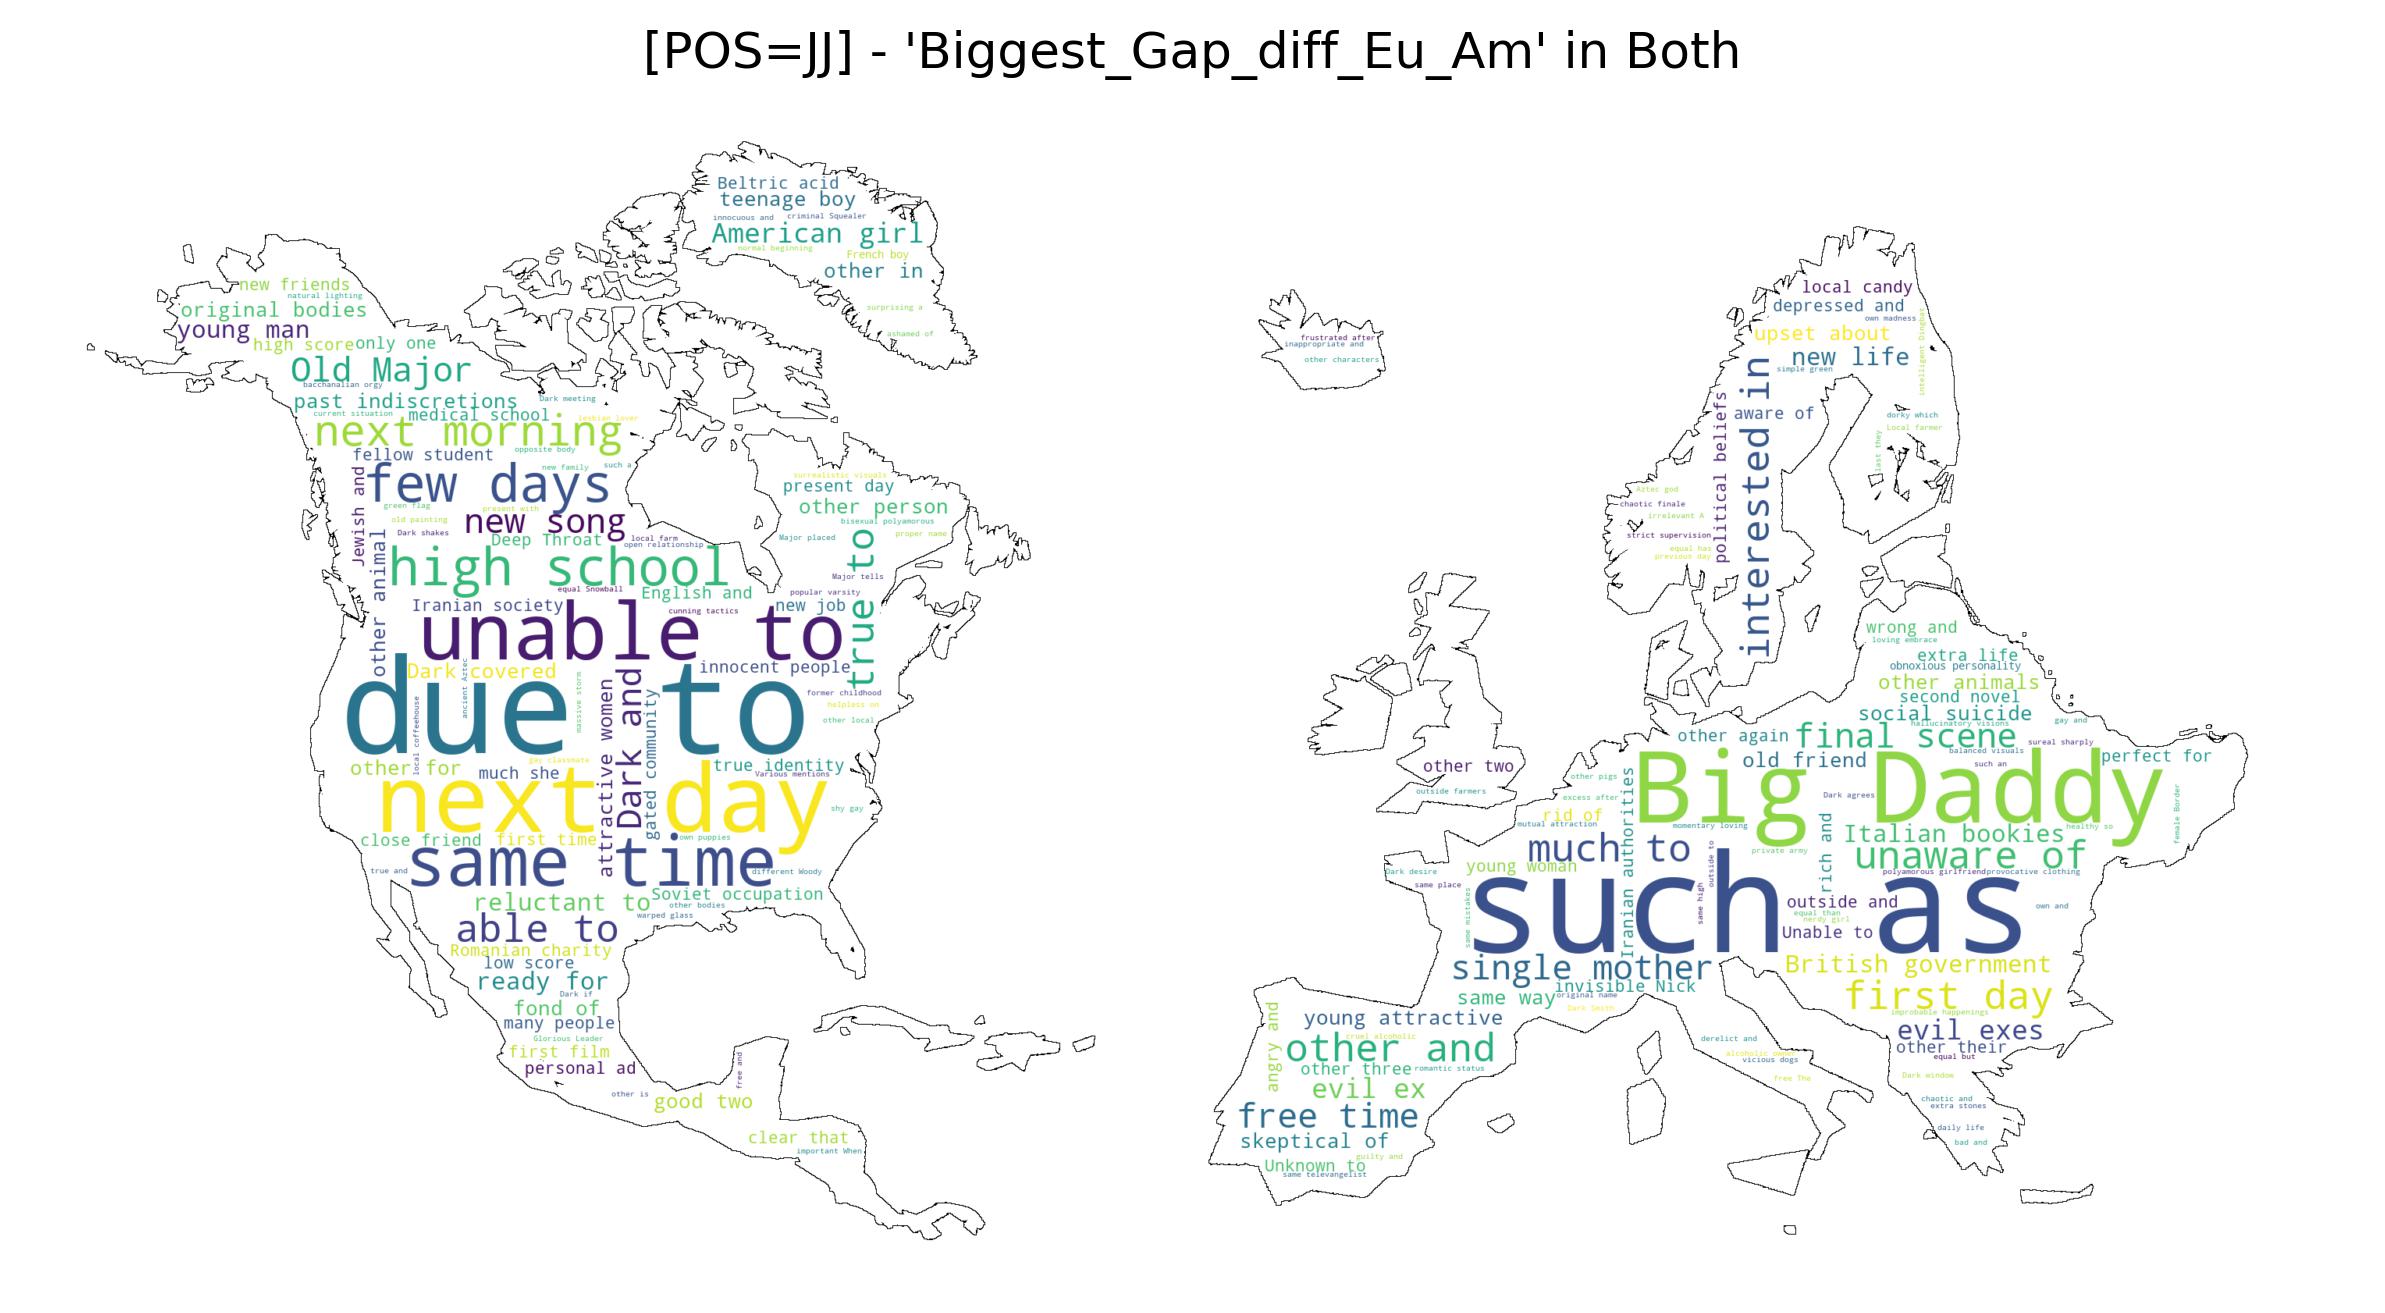 [POS=JJ] - 'Biggest_Gap_diff_Eu_Am' in Both
Beltric acid
teenage boy
innocuous and
criminal Squealer
American girl
normal beginning
French boy
other in
surprising a
ashamed of
new friends
natural lighting
original bodies
young man
high score
only one
Old Major
bacchanalian orgy
past indiscretions
Dark meeting
current situation
medical school
lesbian lover
next morning
opposite body
fellow student
new family
such a
Jewish and
few days
green flag
present with
old painting
new song
Dark shakes
Deep Throat
local farm
open relationship
other animal
high school
surrealistic visuals
present day
other person
bisexual polyamorous
Major placed
proper name
true to
Major tells
equal Snowball
English and
popular varsity
Iranian society
cunning tactics
new job
unable to
innocent people
Dark covered
ancient Aztec
massive storm
former childhood
helpless on
other local
due to
local coffeehouse
attractive women
Dark and
gated community
gay classmate
true identity
Various mentions
other for
much she
next day
shy gay
close friend
first time
own puppies
same time
true and
different Woody
reluctant to
Soviet occupation
other bodies
warped glass
able to
Romanian charity
low score
ready for
Dark if
fond of
many people
Glorious Leader
first film
personal ad
free and
other is
good two
clear that
important When
frustrated after
inappropriate and
other characters
local candy
depressed and
own madness
upset about
intelligent Dingbat
new life
simple green
interested in
political beliefs
aware of
dorky which
Local farmer
last they
Aztec god
chaotic finale
irrelevant A
strict supervision
equal has
previous day
wrong and
loving embrace
extra life
obnoxious personality
other animals
second novel
social suicide
gay and
hallucinatory visions
other again
final scene
sureal sharply
balanced visuals
perfect for
old friend
such an
other two
other pigs
Big Daddy
outside farmers
excess after
Dark agrees
female Border
rid of
mutual attraction
momentary loving
Italian bookies
healthy so
Iranian authorities
much to
private army
unaware of
rich and
outside to
young woman
Dark desire
polyamorous girlfriend
provocative clothing
same place
same mistakes
same high
such as
outside and
own and
equal than
nerdy girl
Unable to
single mother
British government
invisible Nick
same way
original name
first day
Dark Smith
improbable happenings
angry and
young attractive
cruel alcoholic
other and
evil exes
other their
equal but
derelict and
alcoholic owner
vicious dogs
other three
romantic status
evil ex
free The
Dark window
free time
chaotic and
extra stones
skeptical of
daily life
bad and
guilty and
Unknown to
same televangelist